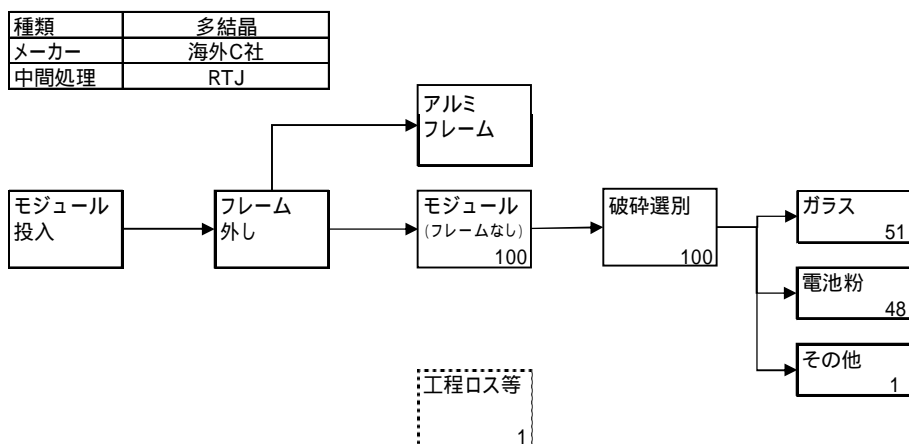 種類 多結晶
メーカー 海外C社
中間処理 RTJ
アルミ
フレーム
モジュール
投入
フレーム
外し
モジュール
(フレームなし)
100
破砕選別
100
ガラス
51
電池粉
48
その他
1
工程ロス等
1